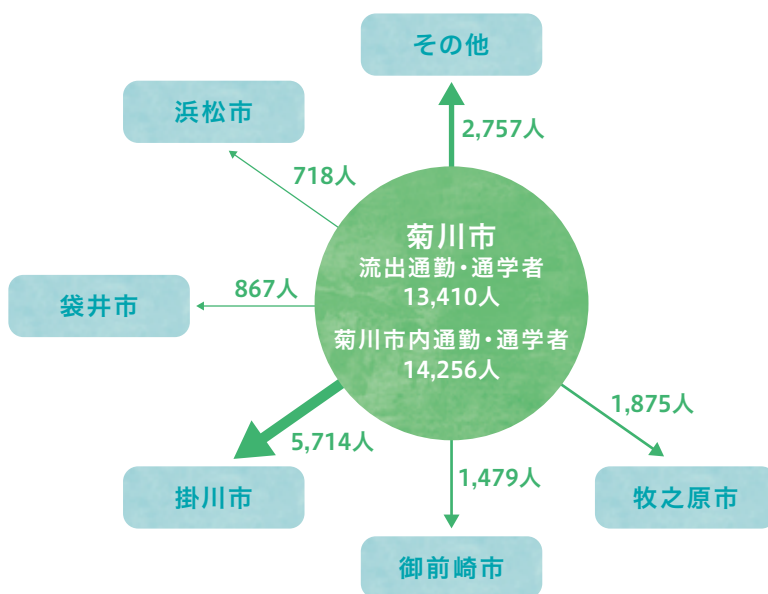 その他
2,757人
浜松市
718人
菊川市
流出通勤・通学者
13,410人
菊川市内通勤・通学者
14,256人
袋井市
867人
5,714人
掛川市
1,479人
御前崎市
1,875人
牧之原市